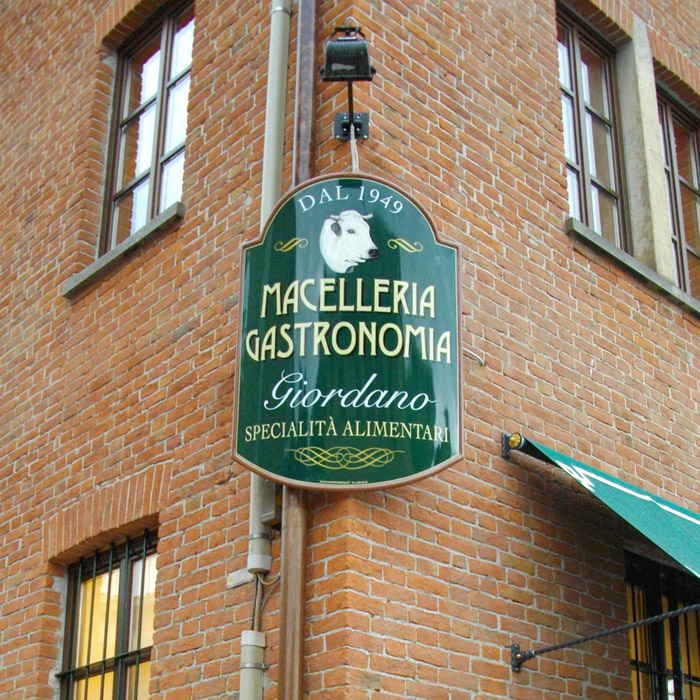 DAL 1949
MACELLERIA
GASTRONOMIA
Giordano
SPECIALITÀ ALIMENTARI